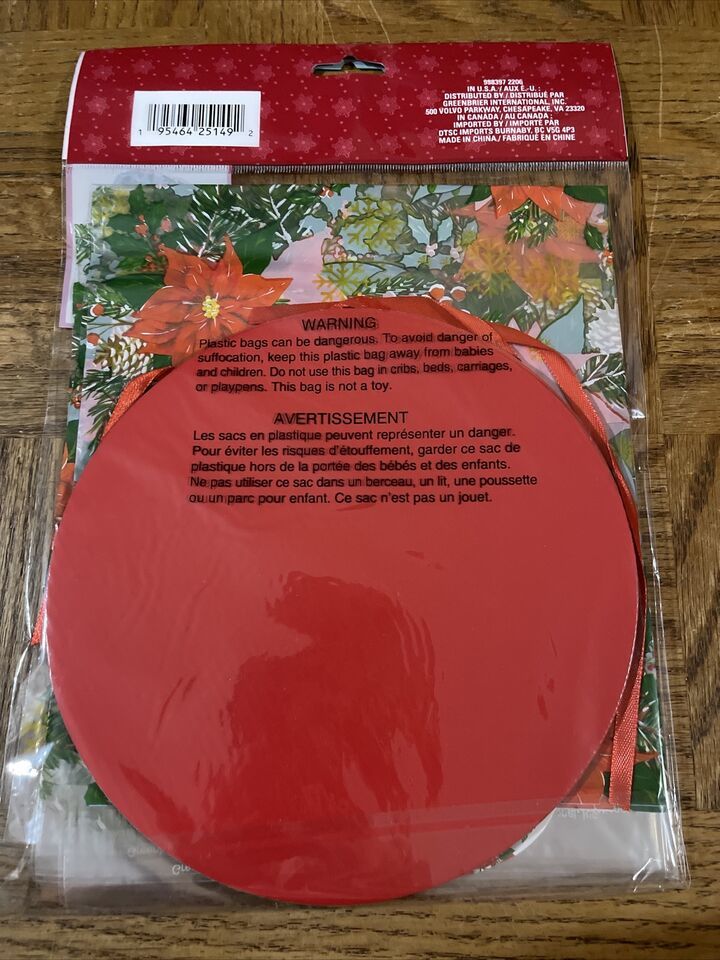 988397 2206
IN U.S.A. / AUX É.-U. :
DISTRIBUTED BY / DISTRIBUÉ PAR
GREENBRIER INTERNATIONAL, INC.
500 VOLVO PARKWAY, CHESAPEAKE, VA 23320
IN CANADA / AU CANADA :
IMPORTED BY / IMPORTÉ PAR
DTSC IMPORTS BURNABY, BC V5G 4P3
MADE IN CHINA / FABRIQUÉ EN CHINE
1 95464 25149 2
WARNING
Plastic bags can be dangerous. To avoid danger of
suffocation, keep this plastic bag away from babies
and children. Do not use this bag in cribs, beds, carriages,
or playpens. This bag is not a toy.
AVERTISSEMENT
Les sacs en plastique peuvent représenter un danger.
Pour éviter les risques d'étouffement, garder ce sac de
plastique hors de la portée des bébés et des enfants.
Ne pas utiliser ce sac dans un berceau, un lit, une poussette
ou un parc pour enfant. Ce sac n'est pas un jouet.